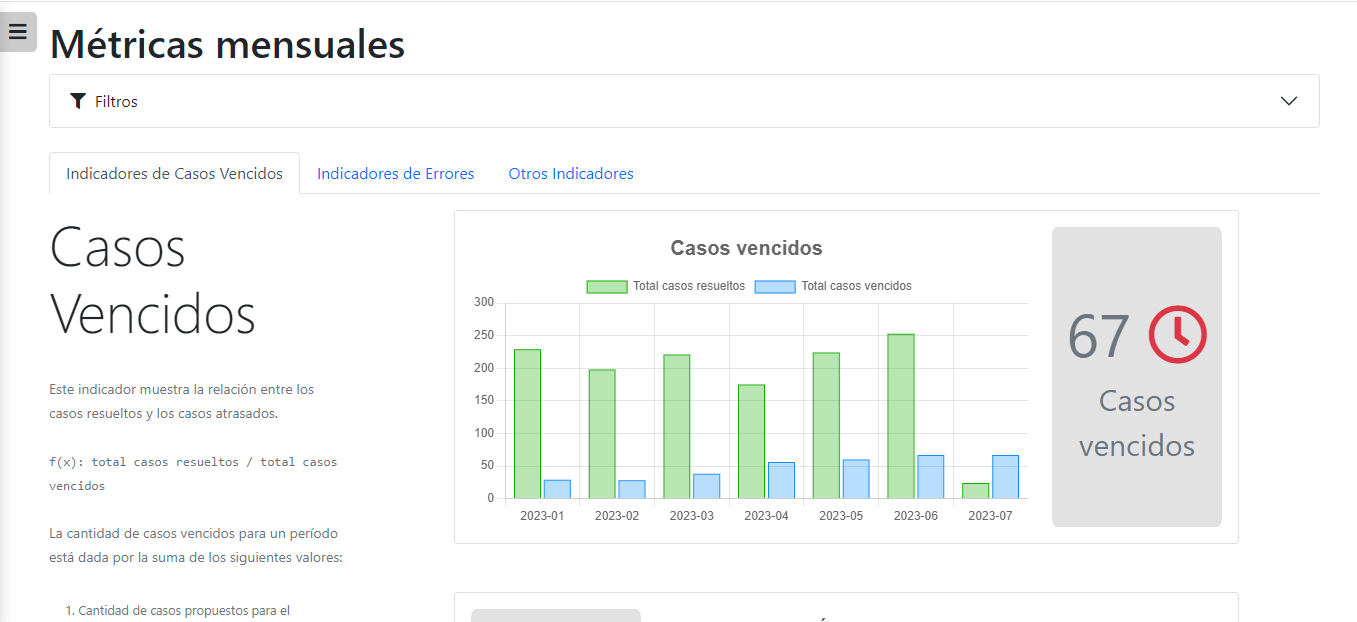 Métricas mensuales
Filtros
Indicadores de Casos Vencidos
Indicadores de Errores
Otros Indicadores
Casos
Vencidos
Este indicador muestra la relación entre los
casos resueltos y los casos atrasados.
f(x): total casos resueltos / total casos
vencidos
La cantidad de casos vencidos para un período
está dada por la suma de los siguientes valores:
1. Cantidad de casos propuestos para el
Casos vencidos
Total casos resueltos
Total casos vencidos
300
250
200
150
100
50
0
2023-01
2023-02
2023-03
2023-04
2023-05
2023-06
2023-07
67
Casos
vencidos